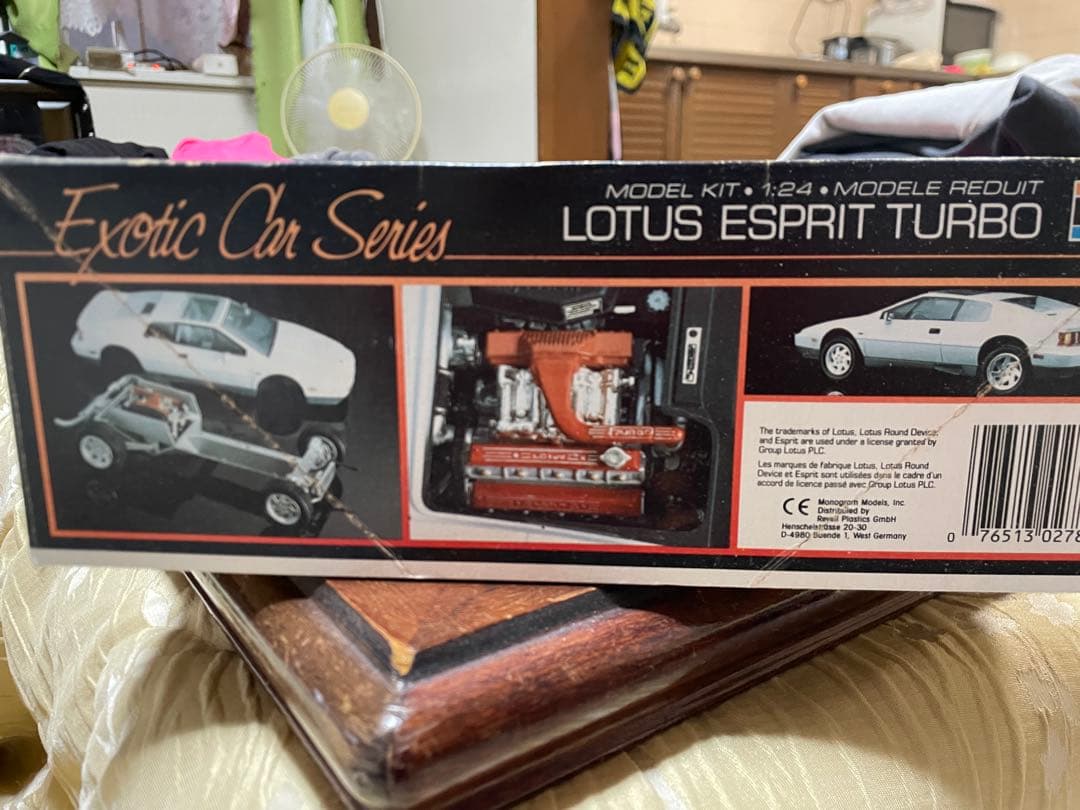 Exotic Car Series
MODEL KIT • 1:24 • MODELE REDUIT
LOTUS ESPRIT TURBO
The trademarks of Lotus, Lotus Round Device
and Esprit are used under a license granted by
Group Lotus PLC.
Les marques de fabrique Lotus, Lotus Round
Device et Esprit sont utilisées dans le cadre d'un
accord de licence passé avec Group Lotus PLC.
CE
Monogram Models, Inc.
Distributed by
Revell Plastics GmbH
Henschelstrasse 20-30
D-4980 Buende 1, West Germany
0 76513 0278